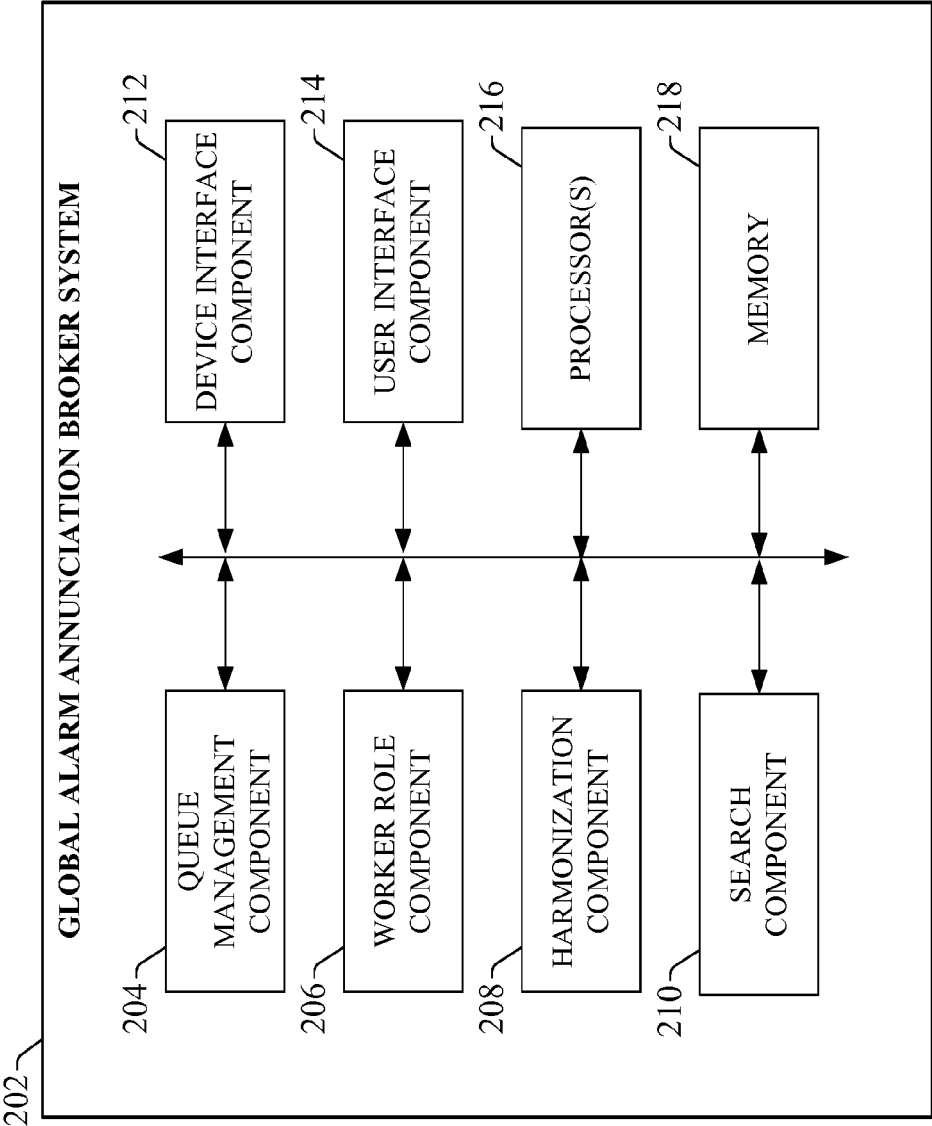 202
GLOBAL ALARM ANNUNCIATION BROKER SYSTEM
204
QUEUE
MANAGEMENT
COMPONENT
212
DEVICE INTERFACE
COMPONENT
206
WORKER ROLE
COMPONENT
214
USER INTERFACE
COMPONENT
208
HARMONIZATION
COMPONENT
216
PROCESSOR(S)
210
SEARCH
COMPONENT
218
MEMORY